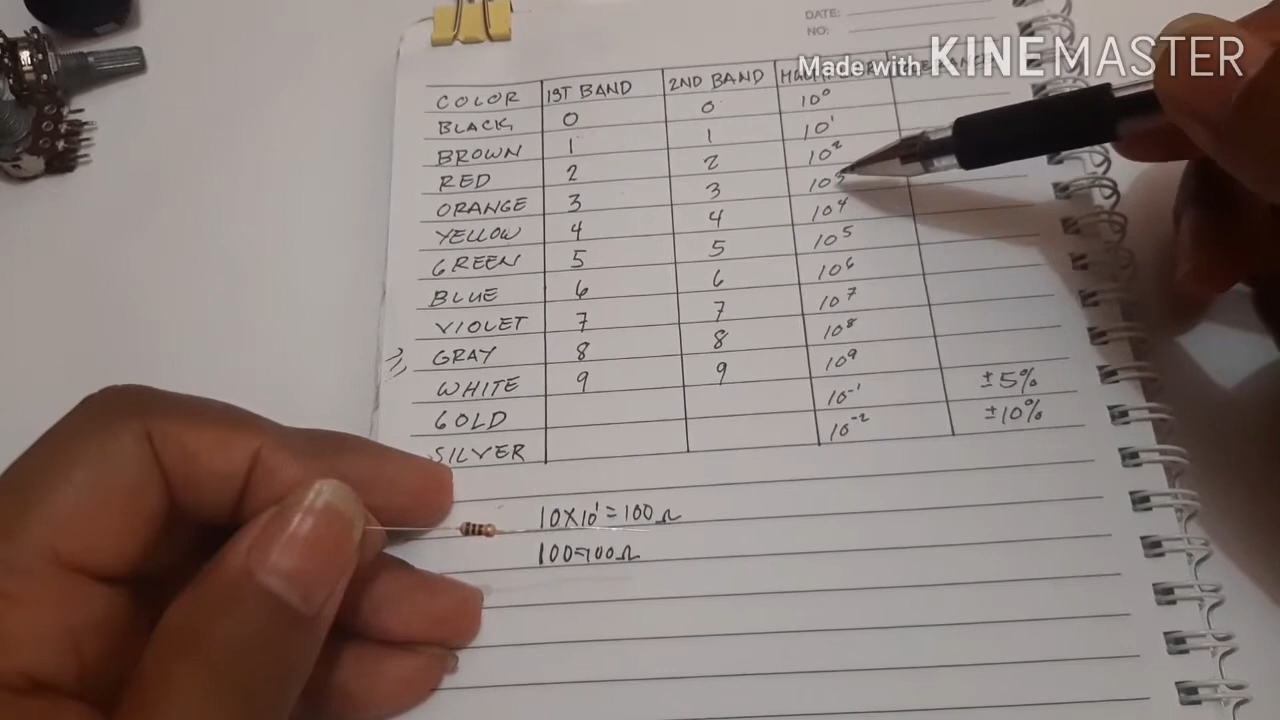 DATE:
NO:
Made with KINEMASTER
COLOR 1ST BAND 2ND BAND
BLACK 0 0 10⁰
BROWN 1 1 10¹
RED 2 2 10²
ORANGE 3 3 10³
YELLOW 4 4 10⁴
GREEN 5 5 10⁵
BLUE 6 6 10⁶
VIOLET 7 7 10⁷
GRAY 8 8 10⁸
WHITE 9 9 10⁹
GOLD 10⁻¹ ±5%
SILVER 10⁻² ±10%
10X10¹=100Ω
100=100Ω